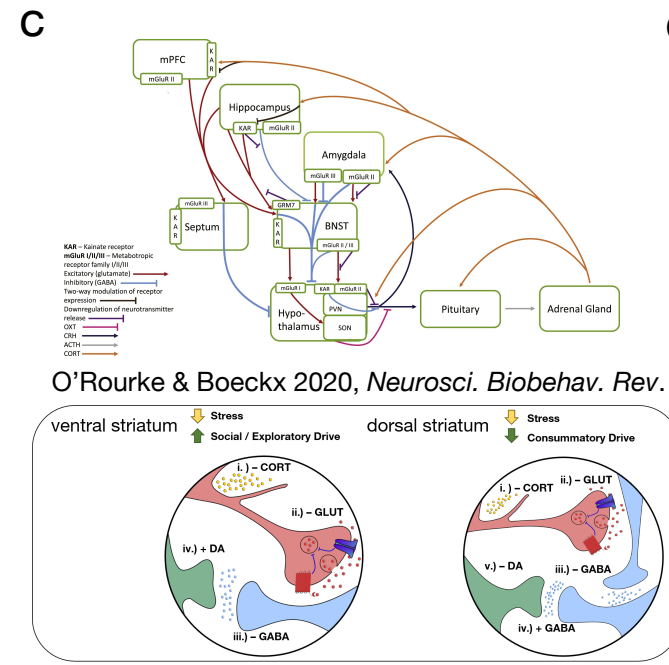 C
mPFC
K
A
R
mGluR II
Hippocampus
KAR
mGluR II
Amygdala
mGluR III
mGluR II
mGluR III
K
A
R
Septum
GRM7
K
A
R
BNST
mGluR II / III
KAR – Kainate receptor
mGluR I/II/III – Metabotropic
receptor family I/II/III
Excitatory (glutamate)
Inhibitory (GABA)
Two-way modulation of receptor
expression
Downregulation of neurotransmitter
release
OXT
CRH
ACTH
CORT
mGluR I
KAR
mGluR II
PVN
Hypo-
thalamus
SON
Pituitary
Adrenal Gland
O'Rourke & Boeckx 2020, Neurosci. Biobehav. Rev.
ventral striatum
Stress
Social / Exploratory Drive
dorsal striatum
Stress
Consummatory Drive
i.) – CORT
ii.) – GLUT
iv.) + DA
iii.) – GABA
i.) – CORT
ii.) – GLUT
v.) – DA
iii.) – GABA
iv.) + GABA